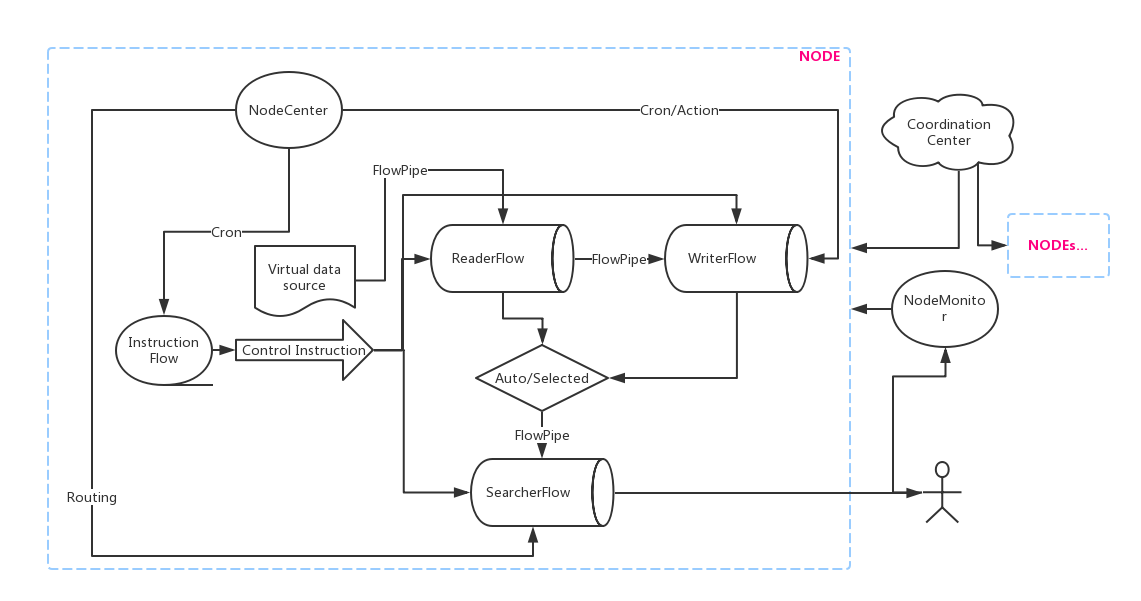 NODE
NodeCenter
Cron/Action
Coordination
Center
FlowPipe
Cron
Virtual data
source
ReaderFlow
FlowPipe
WriterFlow
NODEs...
NodeMonito
r
Instruction
Flow
Control Instruction
Auto/Selected
FlowPipe
SearcherFlow
Routing